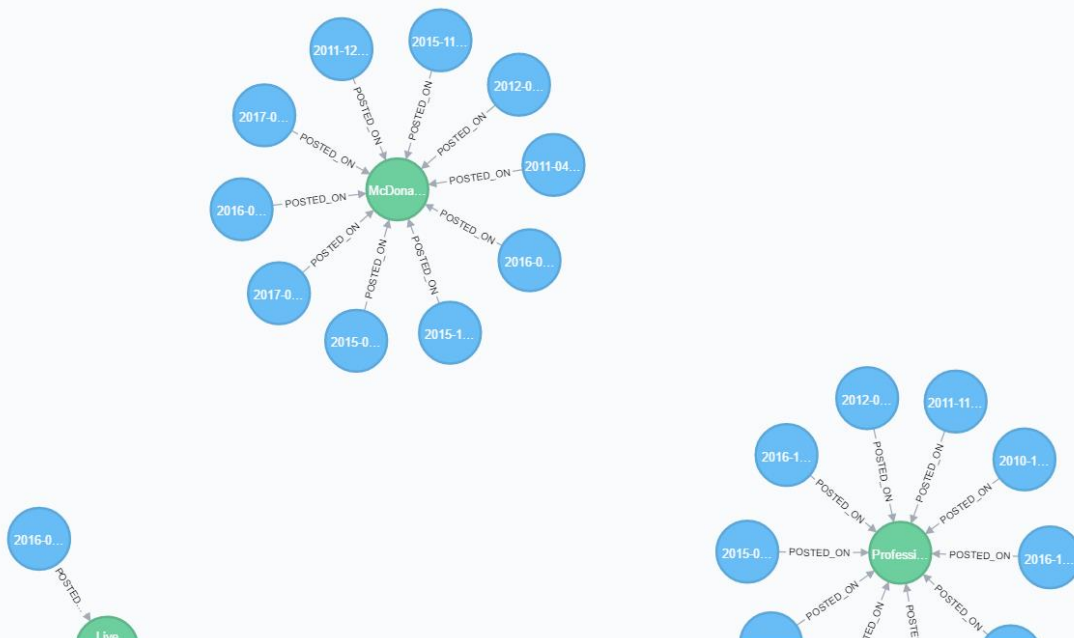 2011-12...
2015-11...
2012-0...
2017-0...
POSTED_ON
POSTED_ON
POSTED_ON
POSTED_ON
2011-04...
POSTED_ON
McDona...
2016-0...
POSTED_ON
POSTED_ON
POSTED_ON
POSTED_ON
POSTED_ON
2016-0...
2017-0...
2015-0...
2015-1...
2012-0...
2011-11...
2016-1...
2010-1...
POSTED_ON
POSTED_ON
POSTED_ON
POSTED_ON
2016-0...
2015-0...
POSTED_ON
Professi...
POSTED_ON
2016-1...
POSTED...
POSTED_ON
POSTED_ON
Live